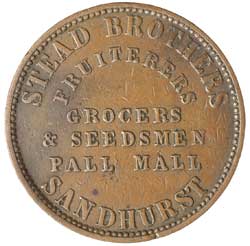 STEAD BROTHERS
FRUITERERS
GROCERS
& SEEDSMEN
PALL MALL
SANDHURST